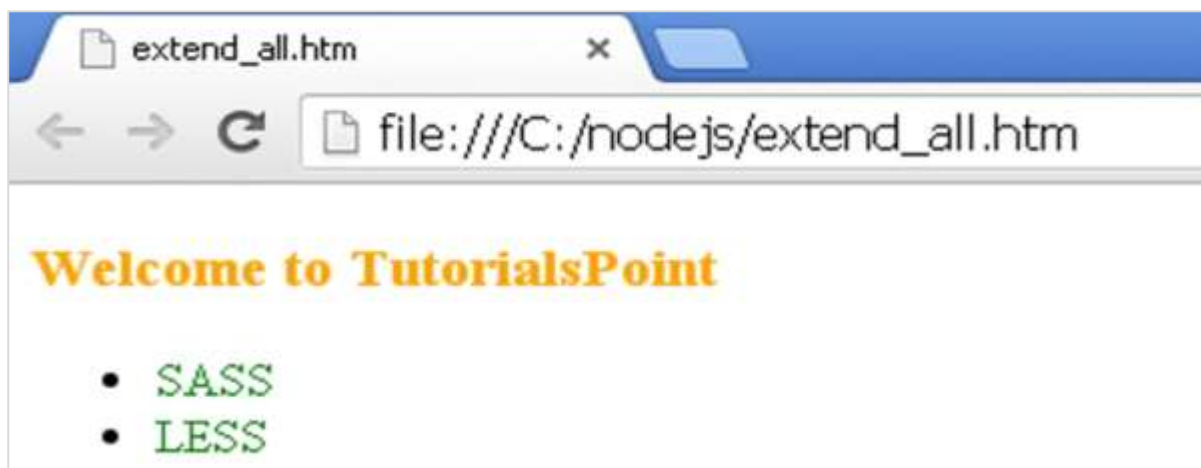 extend_all.htm
file:///C:/nodejs/extend_all.htm
Welcome to TutorialsPoint
• SASS
• LESS